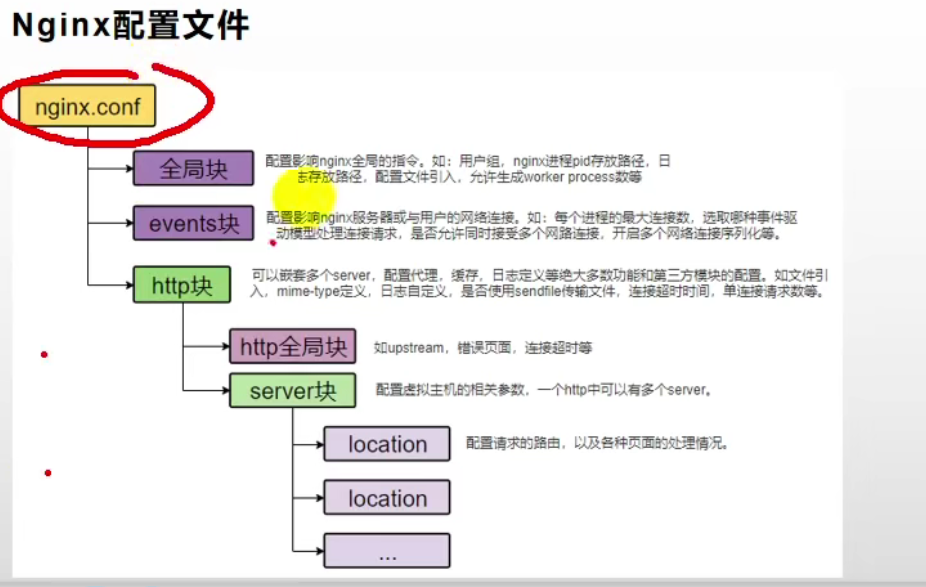 Nginx配置文件
nginx.conf
全局块
配置影响nginx全局的指令。如：用户组，nginx进程pid存放路径，日
志存放路径，配置文件引入，允许生成worker process数等
events块
配置影响nginx服务器或与用户的网络连接。如：每个进程的最大连接数，选取哪种事件驱
动模型处理连接请求，是否允许同时接受多个网路连接，开启多个网络连接序列化等。
http块
可以嵌套多个server，配置代理，缓存，日志定义等绝大多数功能和第三方模块的配置。如文件引
入，mime-type定义，日志自定义，是否使用sendfile传输文件，连接超时时间，单连接请求数等。
http全局块
如upstream，错误页面，连接超时等
server块
配置虚拟主机的相关参数，一个http中可以有多个server。
location
配置请求的路由，以及各种页面的处理情况。
location
...